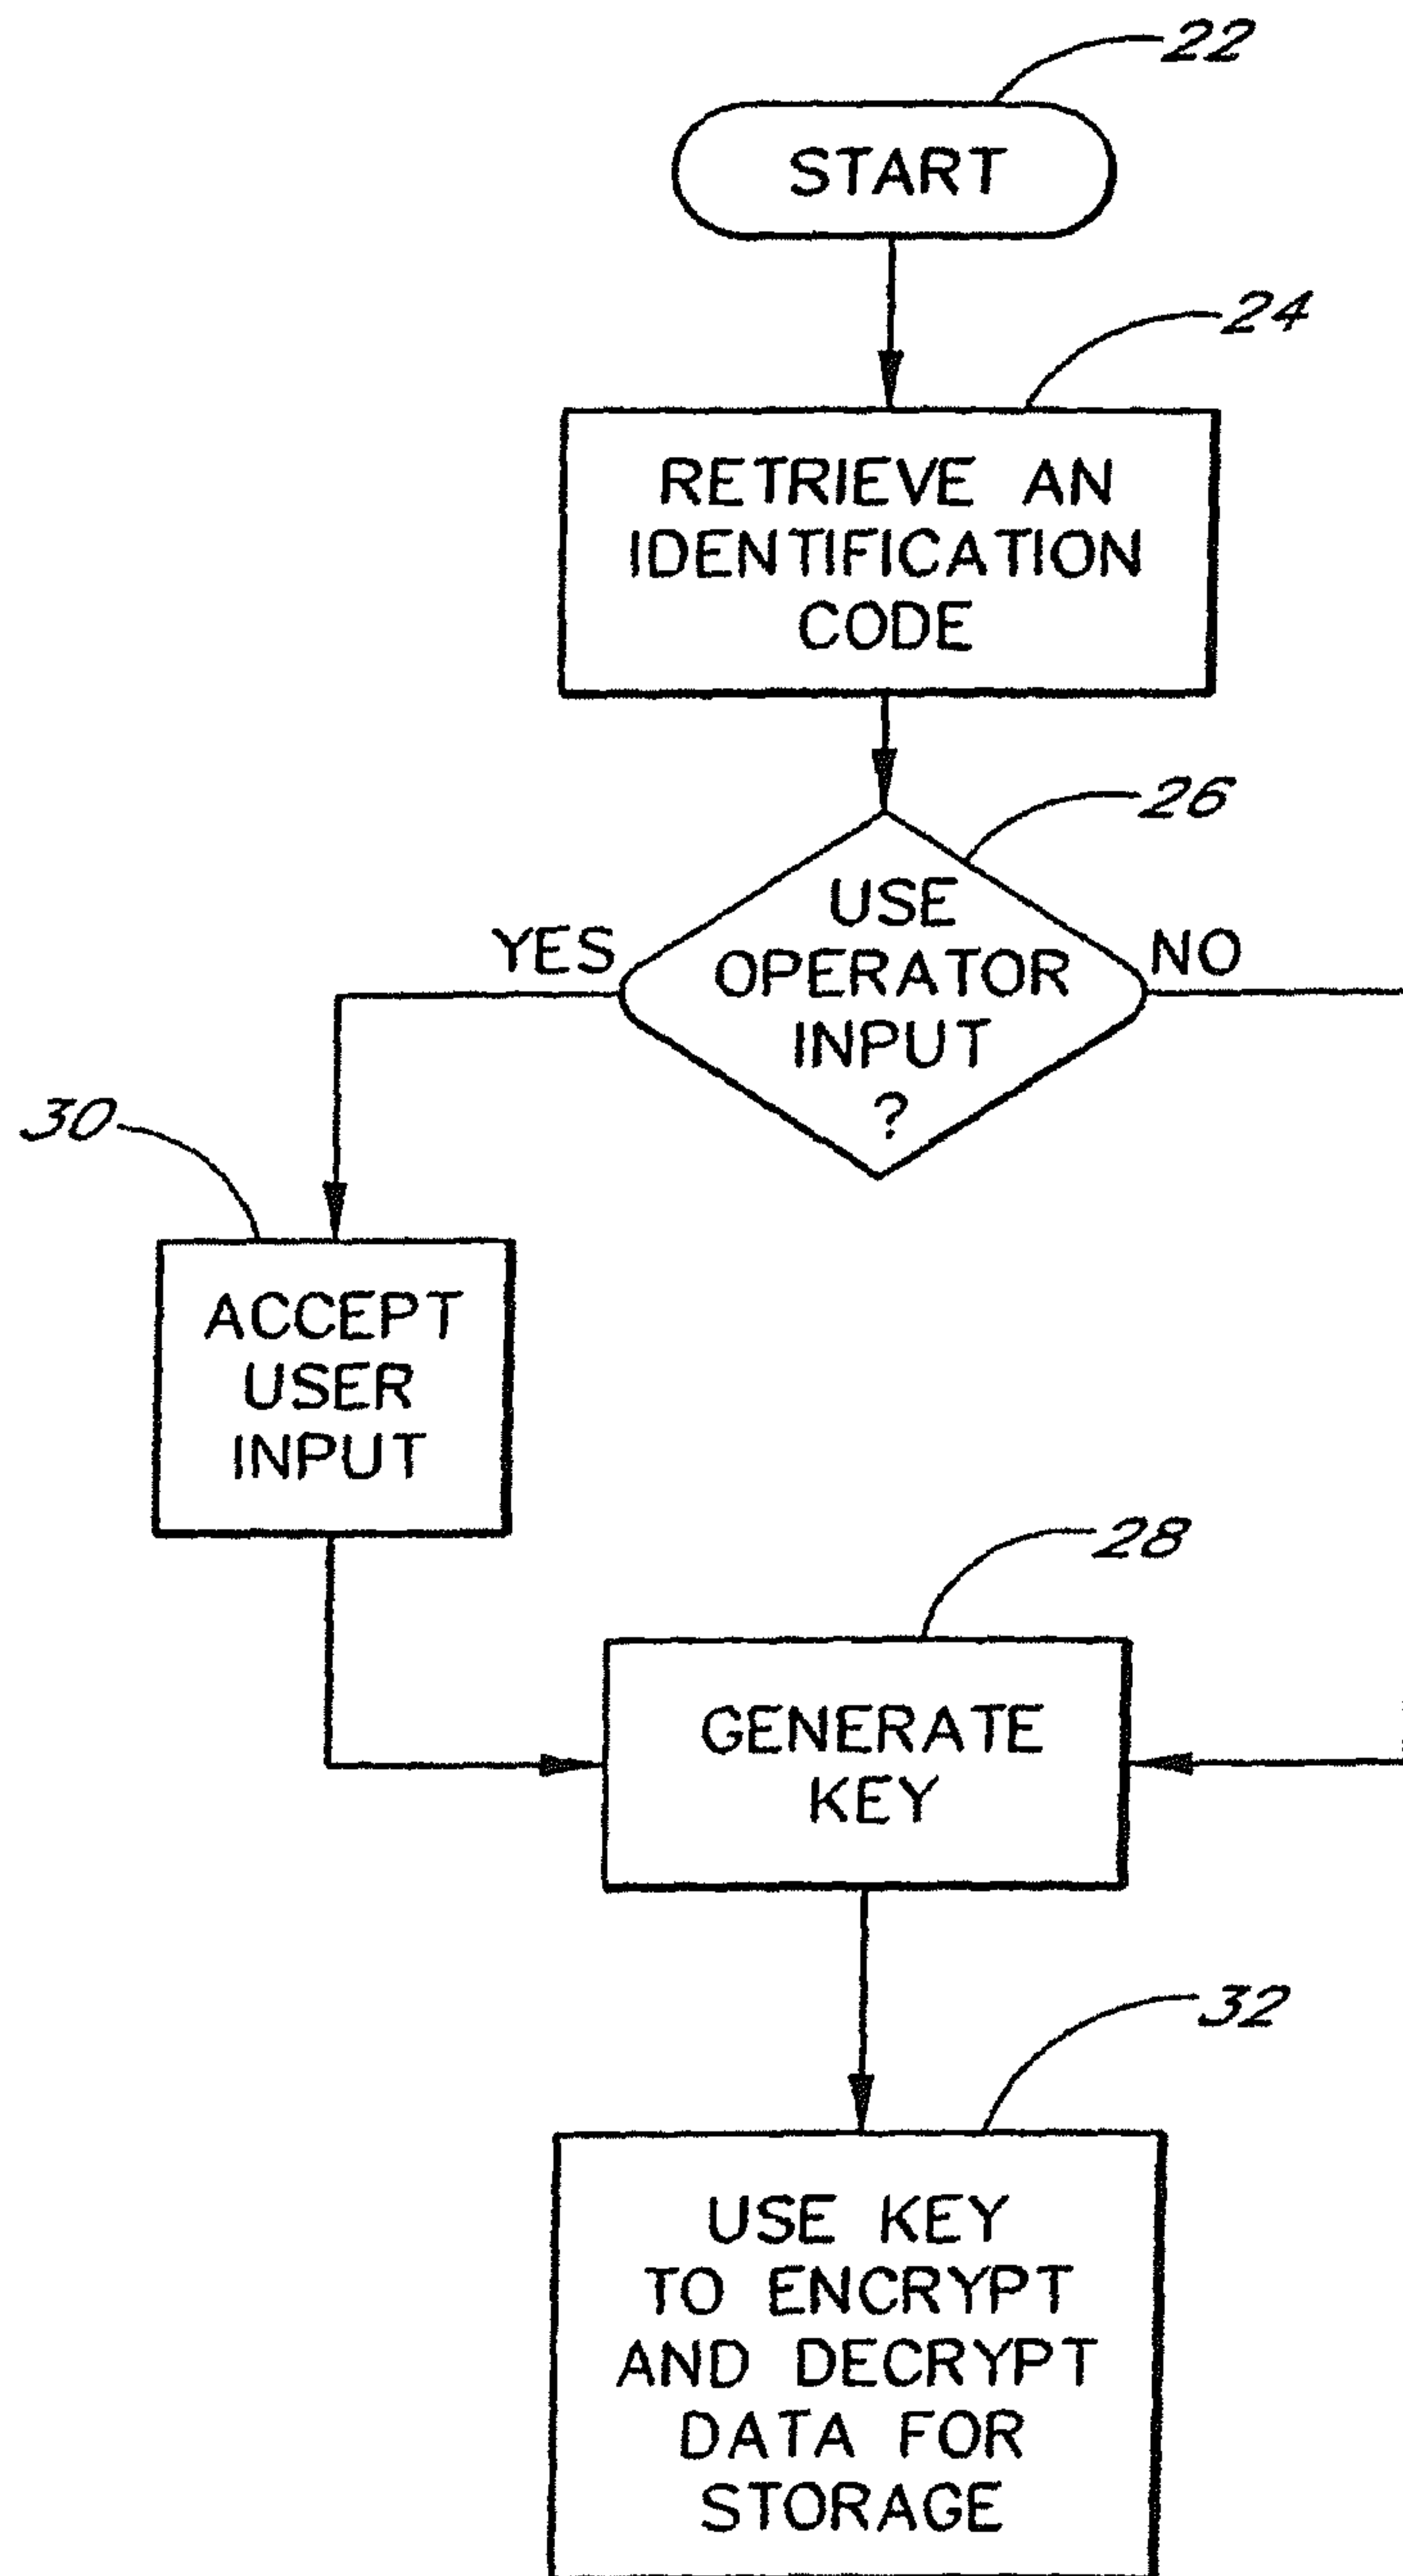 22
START
24
RETRIEVE AN
IDENTIFICATION
CODE
26
USE
OPERATOR
INPUT
?
YES
NO
30
ACCEPT
USER
INPUT
28
GENERATE
KEY
32
USE KEY
TO ENCRYPT
AND DECRYPT
DATA FOR
STORAGE